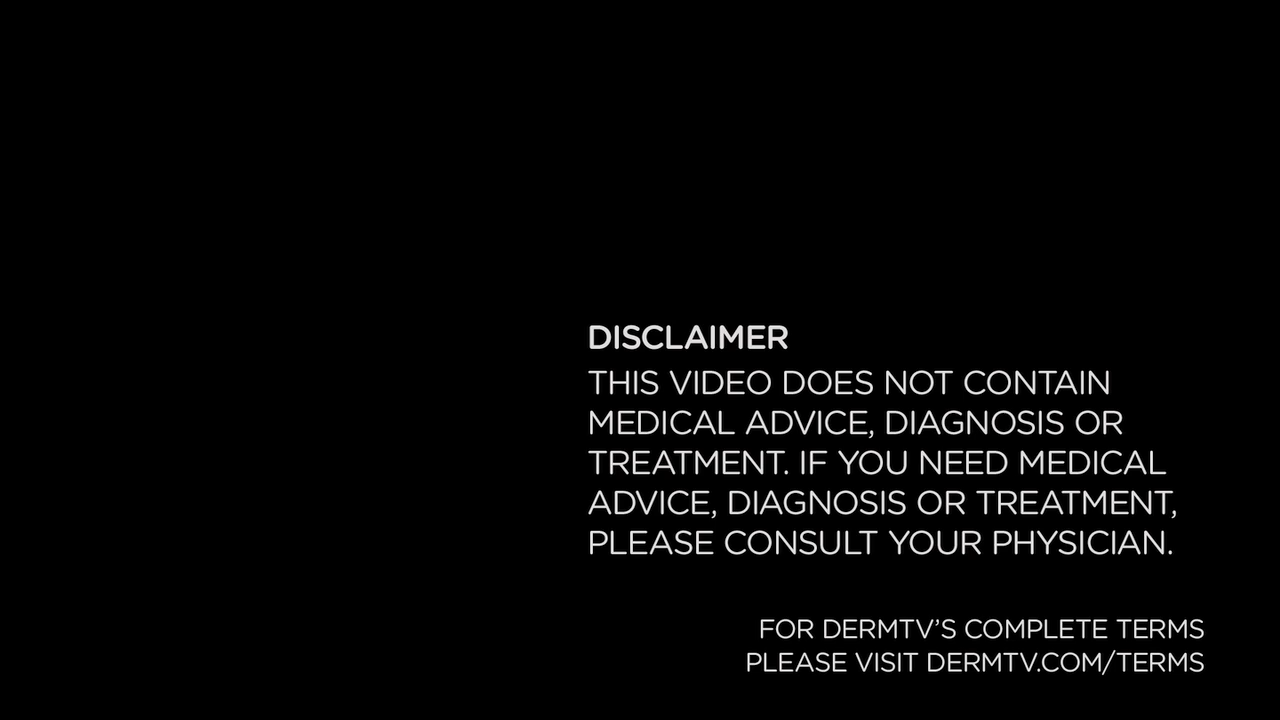 DISCLAIMER
THIS VIDEO DOES NOT CONTAIN
MEDICAL ADVICE, DIAGNOSIS OR
TREATMENT. IF YOU NEED MEDICAL
ADVICE, DIAGNOSIS OR TREATMENT,
PLEASE CONSULT YOUR PHYSICIAN.
FOR DERMTV’S COMPLETE TERMS
PLEASE VISIT DERMTV.COM/TERMS